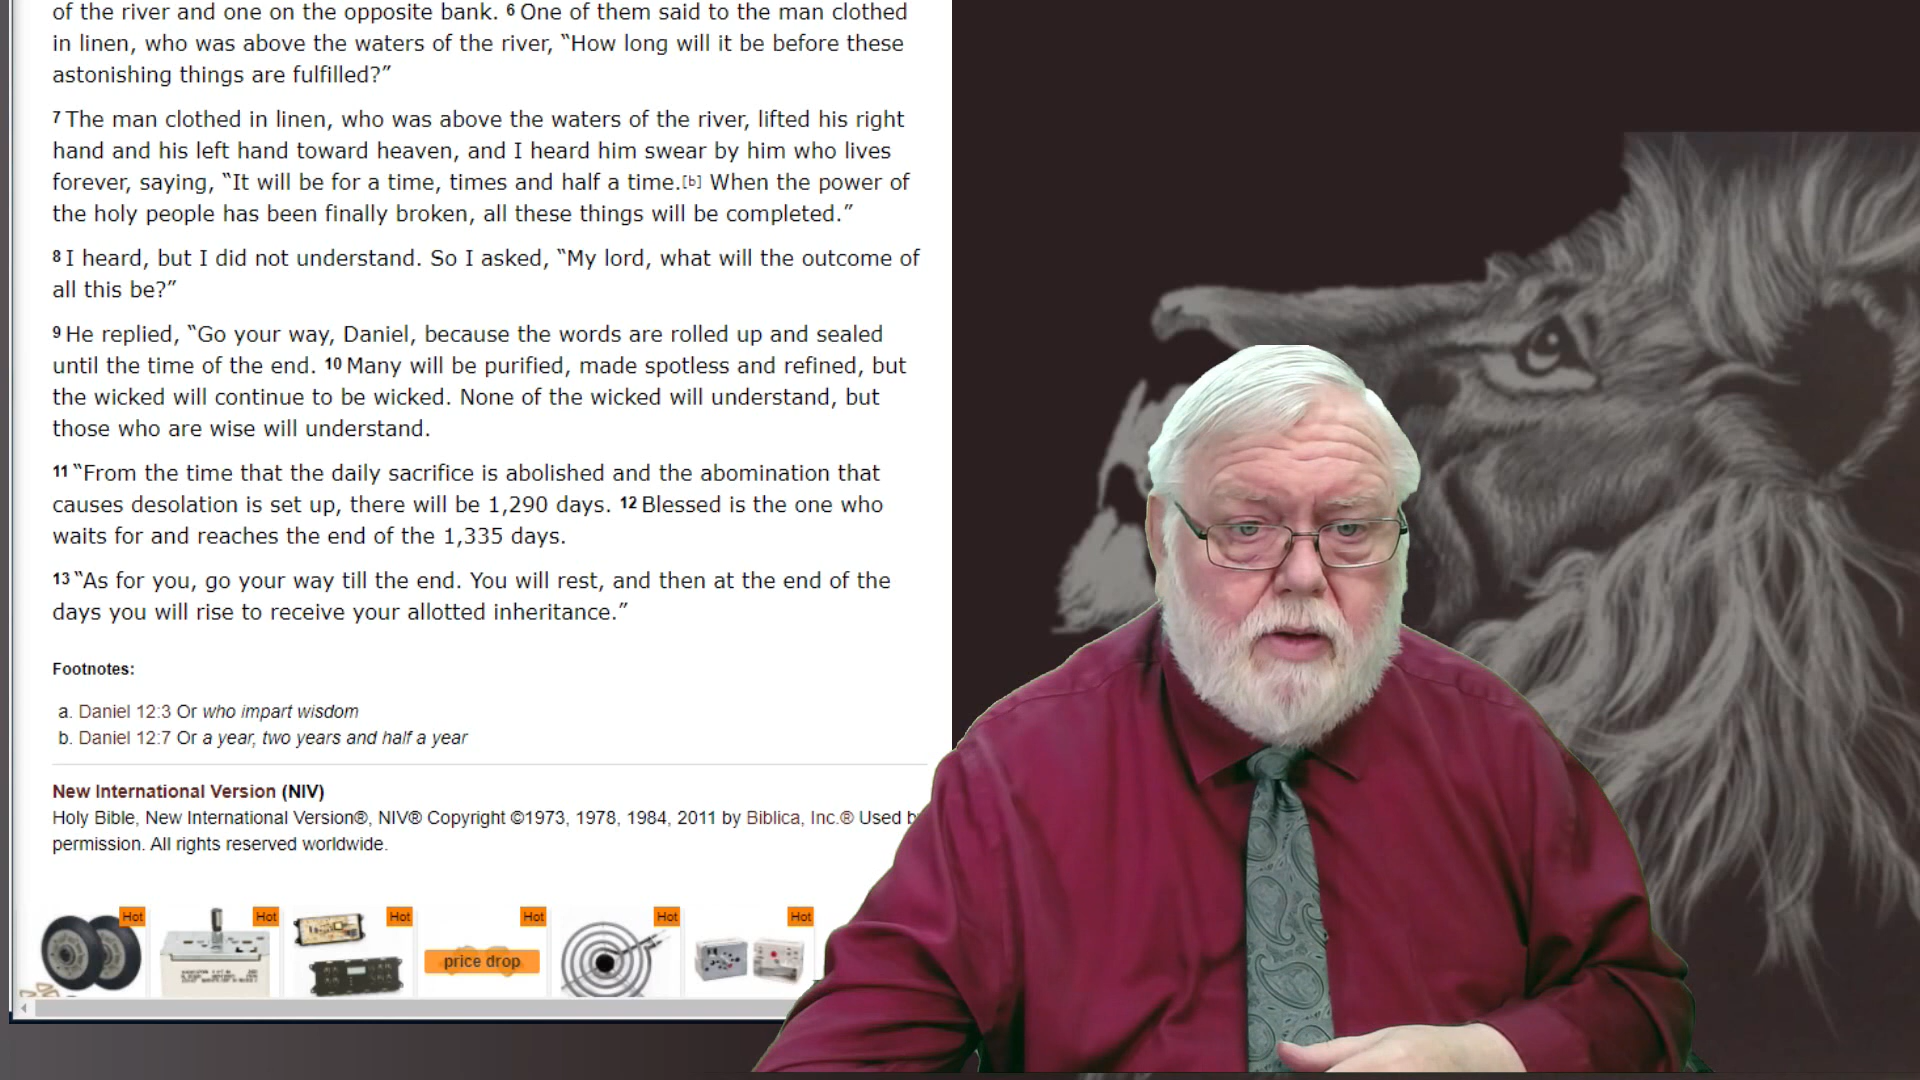 of the river and one on the opposite bank. 6 One of them said to the man clothed
in linen, who was above the waters of the river, “How long will it be before these
astonishing things are fulfilled?”
7 The man clothed in linen, who was above the waters of the river, lifted his right
hand and his left hand toward heaven, and I heard him swear by him who lives
forever, saying, “It will be for a time, times and half a time.[b] When the power of
the holy people has been finally broken, all these things will be completed.”
8 I heard, but I did not understand. So I asked, “My lord, what will the outcome of
all this be?”
9 He replied, “Go your way, Daniel, because the words are rolled up and sealed
until the time of the end. 10 Many will be purified, made spotless and refined, but
the wicked will continue to be wicked. None of the wicked will understand, but
those who are wise will understand.
11 “From the time that the daily sacrifice is abolished and the abomination that
causes desolation is set up, there will be 1,290 days. 12 Blessed is the one who
waits for and reaches the end of the 1,335 days.
13 “As for you, go your way till the end. You will rest, and then at the end of the
days you will rise to receive your allotted inheritance.”
Footnotes:
a. Daniel 12:3 Or who impart wisdom
b. Daniel 12:7 Or a year, two years and half a year
New International Version (NIV)
Holy Bible, New International Version®, NIV® Copyright ©1973, 1978, 1984, 2011 by Biblica, Inc.® Used
permission. All rights reserved worldwide.
Hot Hot Hot Hot Hot Hot
price drop